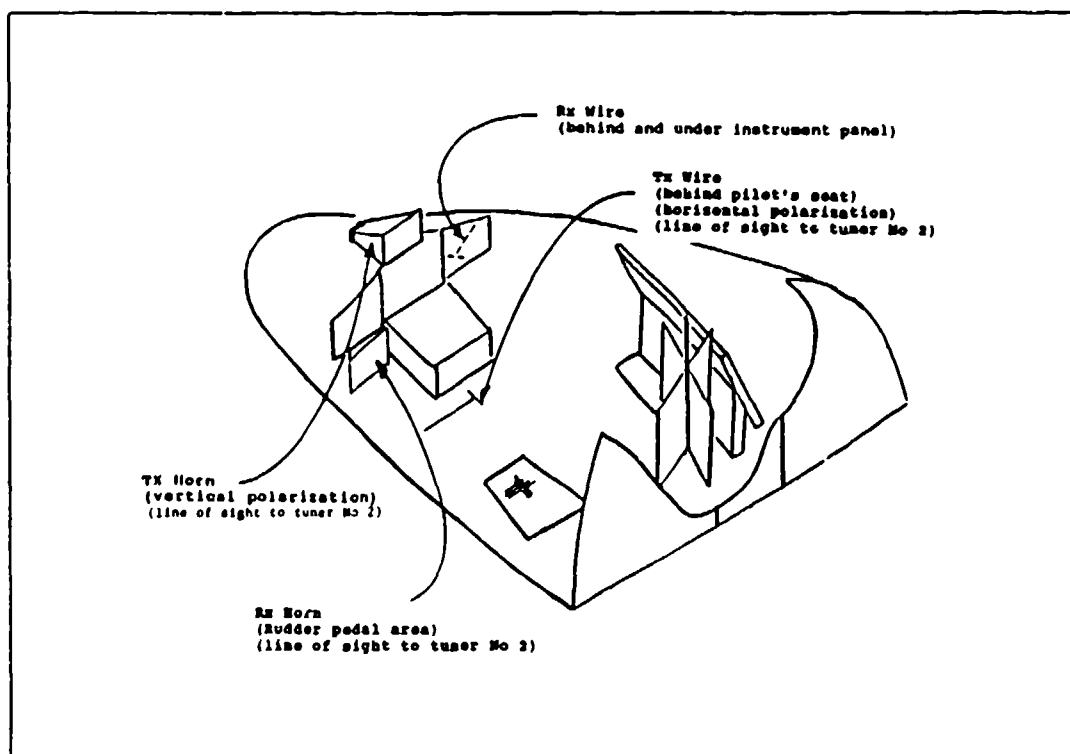 Rx Wire
(behind and under instrument panel)
Tx Wire
(behind pilot's seat)
(horizental polarization)
(line of sight to tuner No 2)
TX Horn
(vertical polarization)
(line of sight to tuner No 2)
Rx Horn
(Rudder pedal area)
(line of sight to tuner No 2)